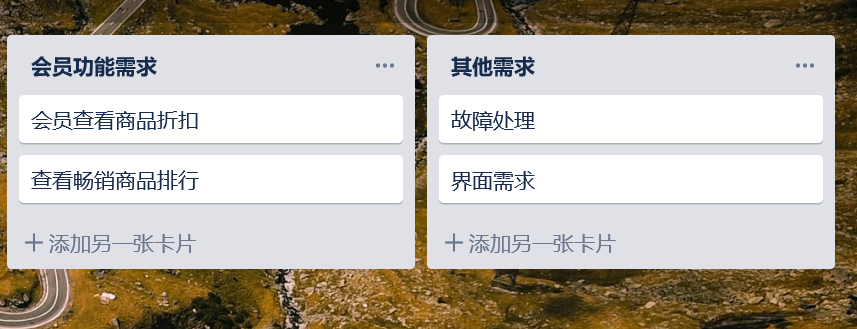 会员功能需求
会员查看商品折扣
查看畅销商品排行
添加另一张卡片
其他需求
故障处理
界面需求
添加另一张卡片